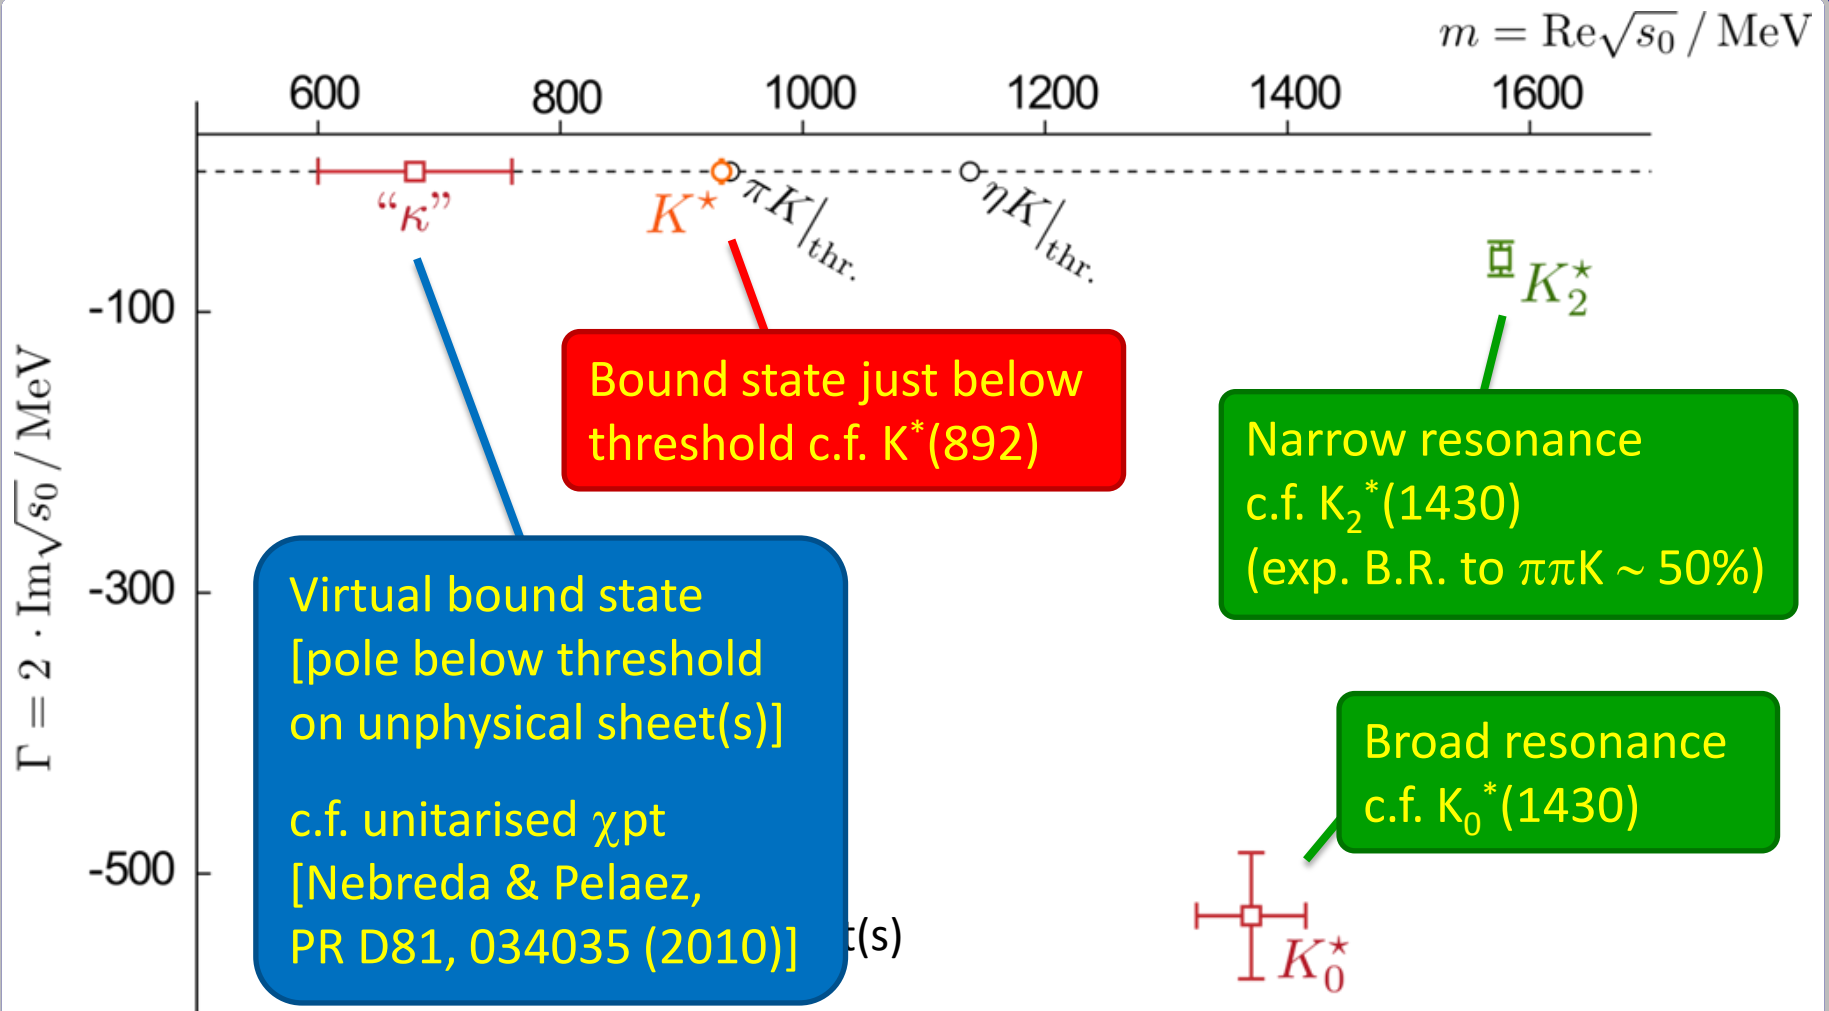 m = Re√s₀ / MeV
600 800 1000 1200 1400 1600
“κ”
K⋆
πK|thr.
ηK|thr.
K₂⋆
-100
-300
-500
Γ = 2 · Im√s₀ / MeV
Bound state just below
threshold c.f. K*(892)
Narrow resonance
c.f. K₂*(1430)
(exp. B.R. to ππK ~ 50%)
Virtual bound state
[pole below threshold
on unphysical sheet(s)]
c.f. unitarised χpt
[Nebreda & Pelaez,
PR D81, 034035 (2010)]
t(s)
Broad resonance
c.f. K₀*(1430)
K₀⋆